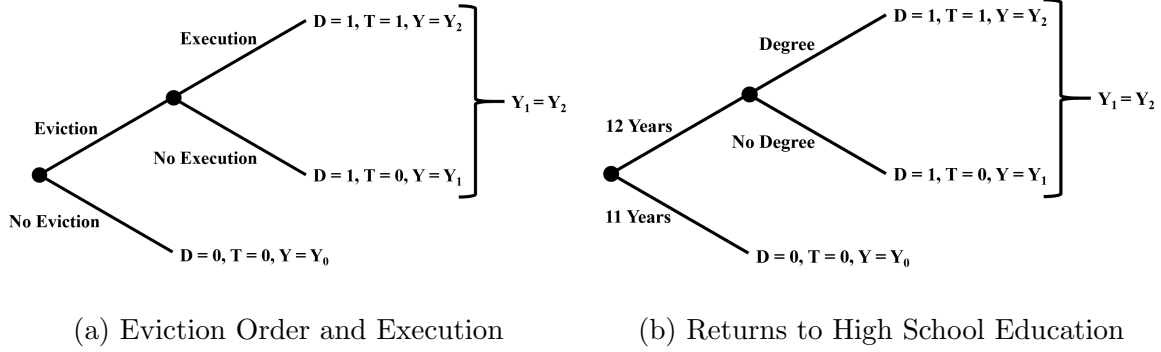 D = 1, T = 1, Y = Y₂
Execution
Y₁ = Y₂
Eviction
No Execution
D = 1, T = 0, Y = Y₁
No Eviction
D = 0, T = 0, Y = Y₀
(a) Eviction Order and Execution
D = 1, T = 1, Y = Y₂
Degree
Y₁ = Y₂
12 Years
No Degree
D = 1, T = 0, Y = Y₁
11 Years
D = 0, T = 0, Y = Y₀
(b) Returns to High School Education